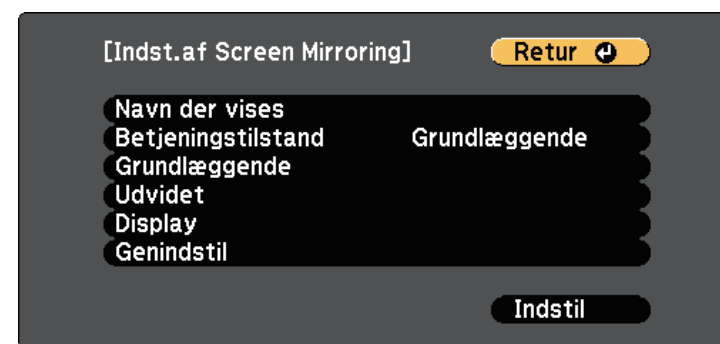 [Indst.af Screen Mirroring] Retur
Navn der vises
Betjeningstilstand Grundlæggende
Grundlæggende
Udvidet
Display
Genindstil
Indstil